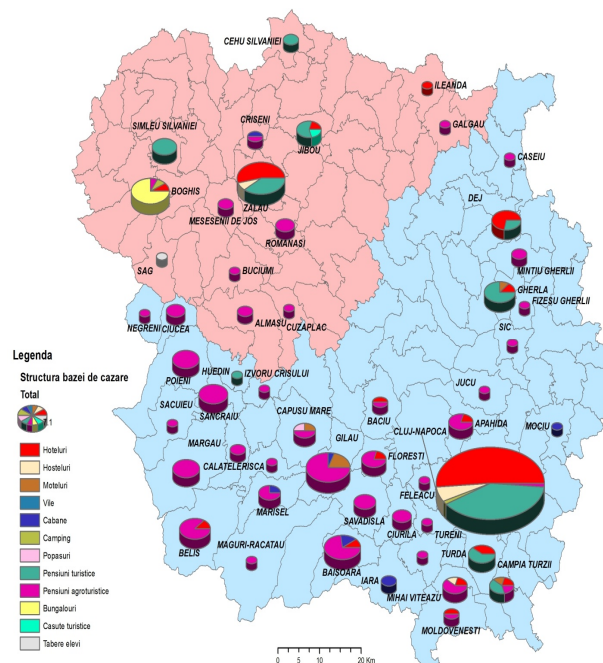 CEHU SILVANIEI
ILEANDA
SIMLEU SILVANIEI
CRISENI
JIBOU
GALGAU
CASEIU
BOGHIS
ZALAU
MESESENII DE JOS
DEJ
ROMANASI
MINTIU GHERLII
SAG
BUCIUMI
GHERLA
FIZESU GHERLII
NEGRENI
CIUCEA
ALMASU
CUZAPLAC
SIC
Legenda
Structura bazei de cazare
Total
7.1
Hoteluri
Hosteluri
Moteluri
Vile
Cabane
Camping
Popasuri
Pensiuni turistice
Pensiuni agroturistice
Bungalouri
Casute turistice
Tabere elevi
POIENI
HUEDIN
IZVORU CRISULUI
JUCU
SACUIEU
SANCRAIU
CAPUSU MARE
BACIU
CLUJ-NAPOCA
APAHIDA
MOCIU
MARGAU
GILAU
CALATELERISCA
FLORESTI
FELEACU
MARISEL
SAVADISLA
CIURILA
TURENI
BELIS
MAGURI-RACATAU
BAISOARA
TURDA
CAMPIA TURZII
IARA
MIHAI VITEAZU
MOLDOVENESTI
0 5 10 20 Km